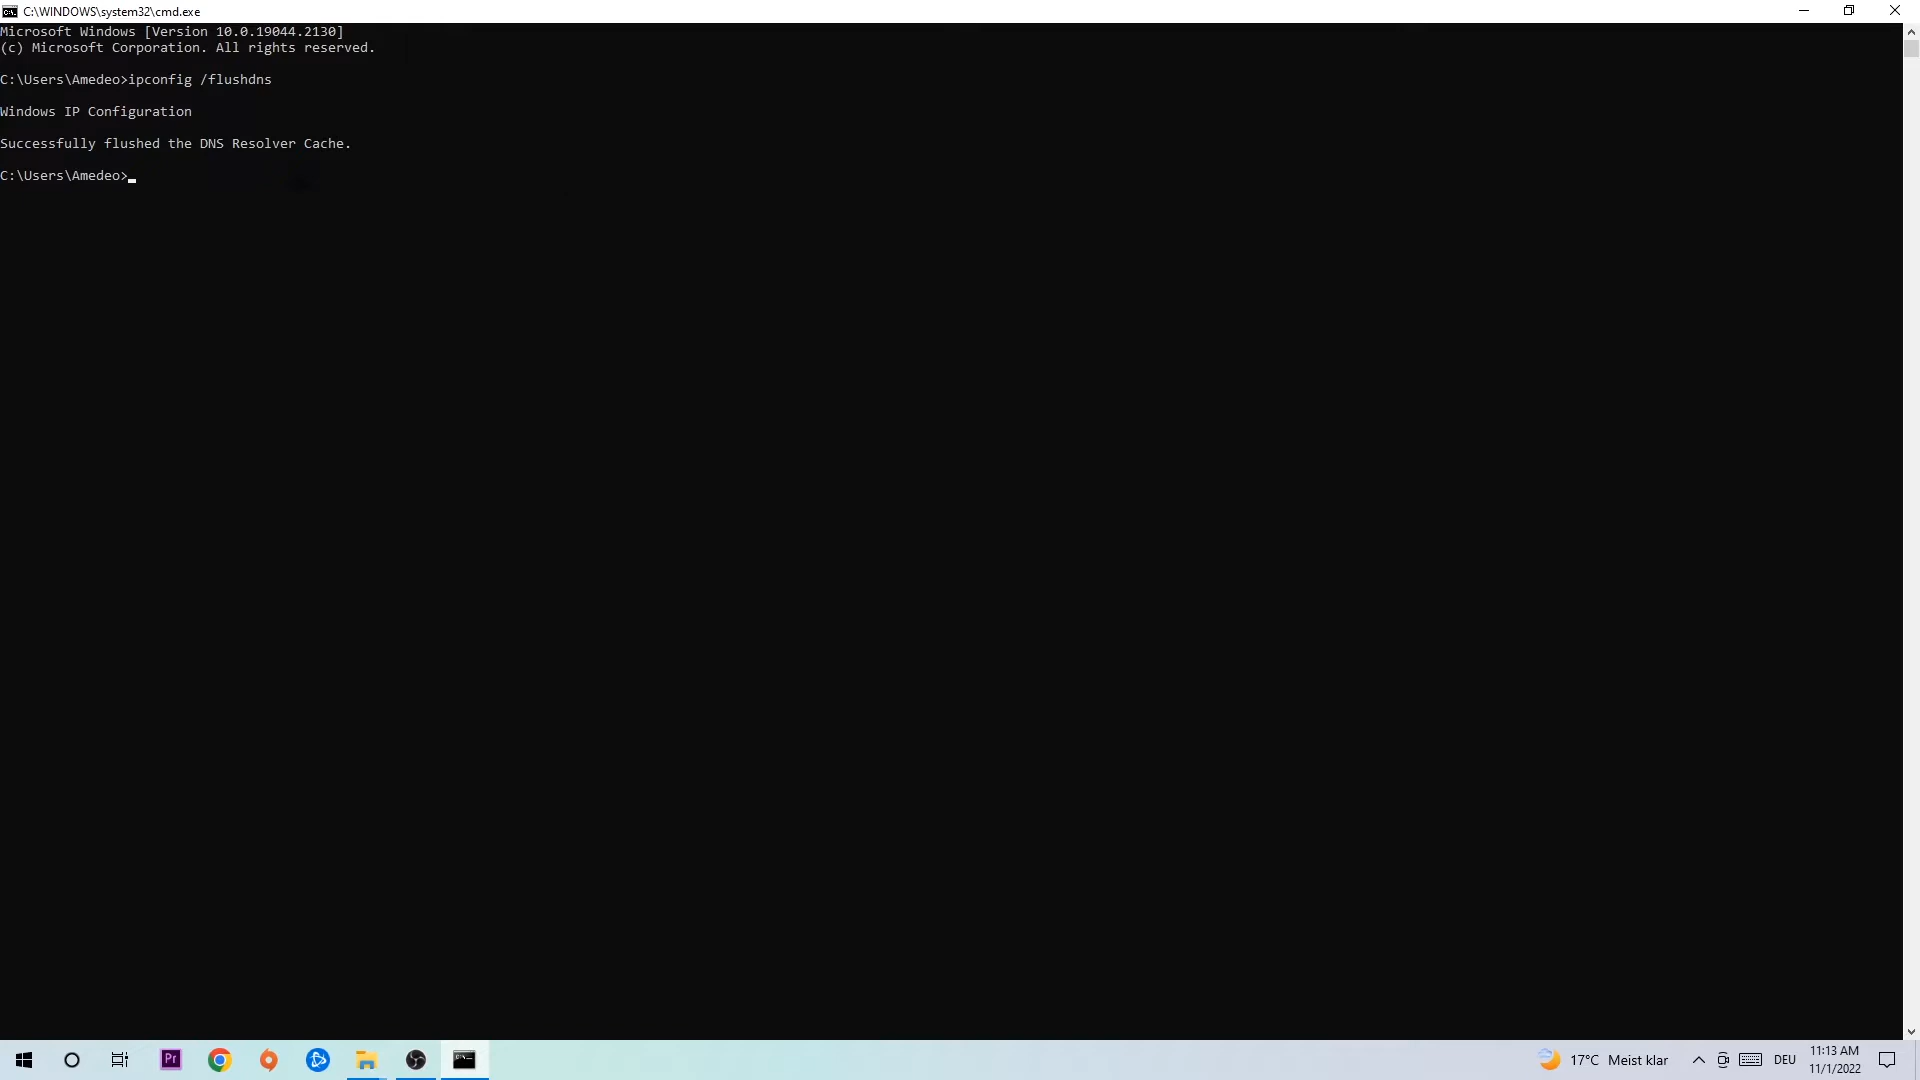 C:\WINDOWS\system32\cmd.exe
Microsoft Windows [Version 10.0.19044.2130]
(c) Microsoft Corporation. All rights reserved.
C:\Users\Amedeo>ipconfig /flushdns
Windows IP Configuration
Successfully flushed the DNS Resolver Cache.
C:\Users\Amedeo>
Pr
17°C Meist klar
DEU
11:13 AM
11/1/2022